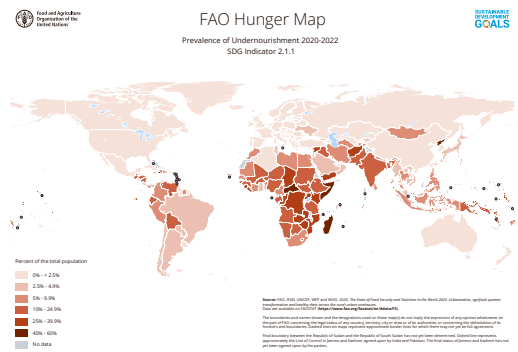 Food and Agriculture
Organization of the
United Nations
FAO Hunger Map
SUSTAINABLE
DEVELOPMENT
GOALS
Prevalence of Undernourishment 2020-2022
SDG Indicator 2.1.1
Percent of the total population
0% - < 2.5%
2.5% - 4.9%
5% - 9.9%
10% - 24.9%
25% - 39.9%
40% - 60%
No data
Source: FAO, IFAD, UNICEF, WFP and WHO. 2023. The State of Food Security and Nutrition in the World 2023. Urbanization, agrifood systems
transformation and healthy diets across the rural-urban continuum.
Data are available on FAOSTAT (https://www.fao.org/faostat/en/#data/FS).
The boundaries and names shown and the designations used on these map(s) do not imply the expression of any opinion whatsoever on
the part of FAO concerning the legal status of any country, territory, city or area or of its authorities, or concerning the delimitation of its
frontiers and boundaries. Dashed lines on maps represent approximate border lines for which there may not yet be full agreement.
Final boundary between the Republic of Sudan and the Republic of South Sudan has not yet been determined. Dotted line represents
approximately the Line of Control in Jammu and Kashmir agreed upon by India and Pakistan. The final status of Jammu and Kashmir has not
yet been agreed upon by the parties.